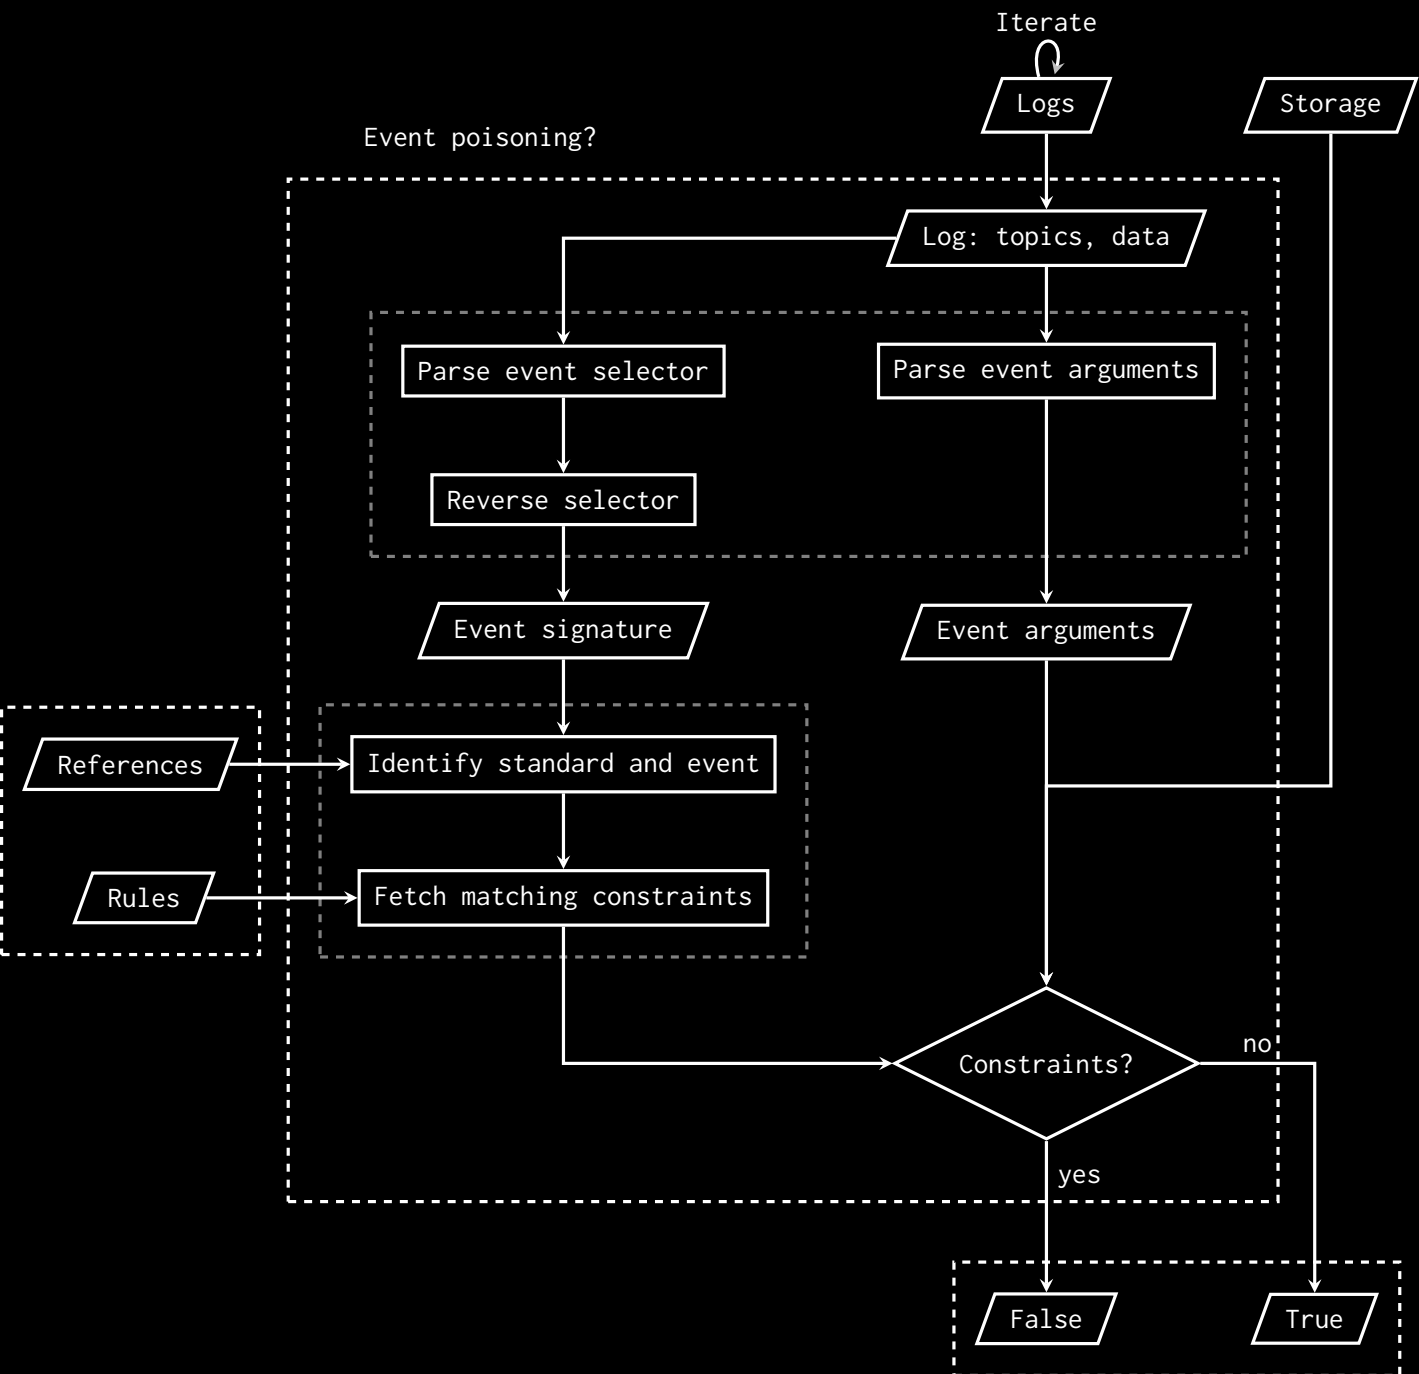 Iterate
Logs
Storage
Event poisoning?
Log: topics, data
Parse event selector
Parse event arguments
Reverse selector
Event signature
Event arguments
References
Identify standard and event
Rules
Fetch matching constraints
Constraints?
no
yes
False
True